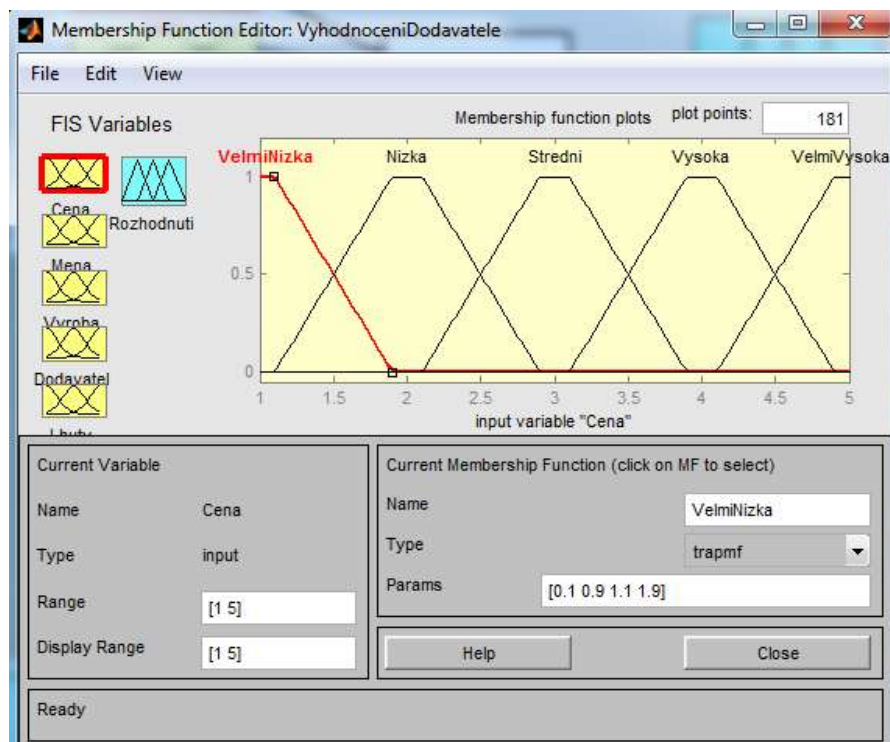 Membership Function Editor: VyhodnoceniDodavatele
File Edit View
FIS Variables
Membership function plots plot points: 181
VelmiNizka Nizka Stredni Vysoka VelmiVysoka
Cena
Rozhodnuti
Mena
Vyroba
Dodavatel
Lhuty
1
0.5
0
1 1.5 2 2.5 3 3.5 4 4.5 5
input variable "Cena"
Current Variable
Name Cena
Type input
Range [1 5]
Display Range [1 5]
Current Membership Function (click on MF to select)
Name VelmiNizka
Type trapmf
Params [0.1 0.9 1.1 1.9]
Help Close
Ready